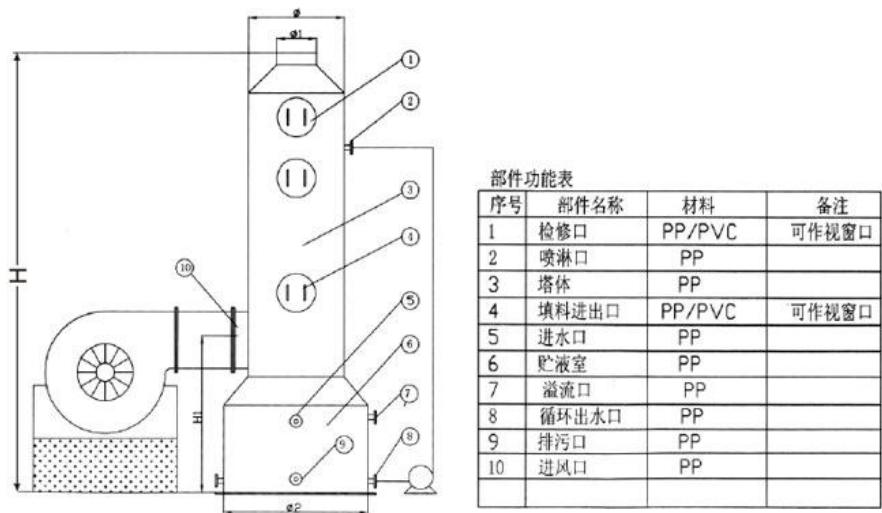 ø
ø1
1
2
3
4
10
5
6
7
8
9
H
H1
ø2
部件功能表
序号 部件名称 材料 备注
1 检修口 PP/PVC 可作视窗口
2 喷淋口 PP
3 塔体 PP
4 填料进出口 PP/PVC 可作视窗口
5 进水口 PP
6 贮液室 PP
7 溢流口 PP
8 循环出水口 PP
9 排污口 PP
10 进风口 PP